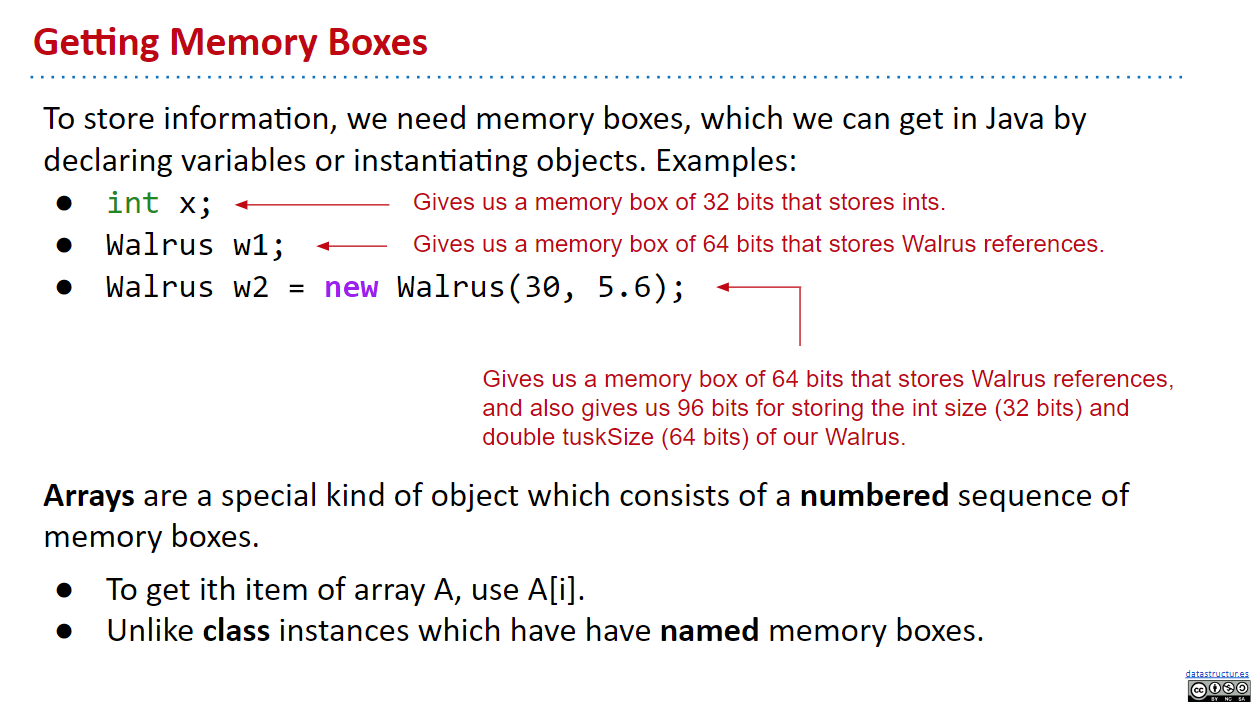 Getting Memory Boxes
To store information, we need memory boxes, which we can get in Java by
declaring variables or instantiating objects. Examples:
● int x;
Gives us a memory box of 32 bits that stores ints.
● Walrus w1;
Gives us a memory box of 64 bits that stores Walrus references.
● Walrus w2 = new Walrus(30, 5.6);
Gives us a memory box of 64 bits that stores Walrus references,
and also gives us 96 bits for storing the int size (32 bits) and
double tuskSize (64 bits) of our Walrus.
Arrays are a special kind of object which consists of a numbered sequence of
memory boxes.
● To get ith item of array A, use A[i].
● Unlike class instances which have have named memory boxes.
datastructur.es
CC
BY NC SA